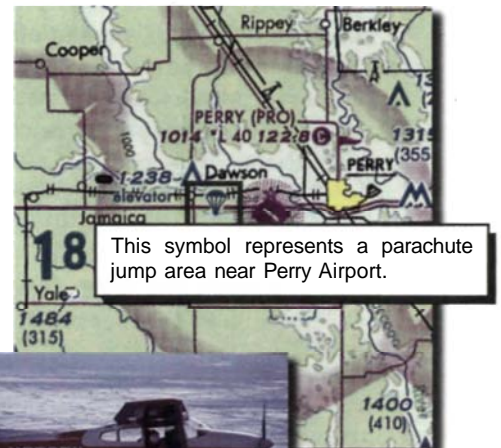 Rippey
Berkley
Cooper
PERRY (PRO)
1014 *L 40 122.8 C
1315
(355
PERRY
1000
1238
elevator
Dawson
Jamaica
18
This symbol represents a parachute
jump area near Perry Airport.
Yale
1484
(315)
1400
(410)